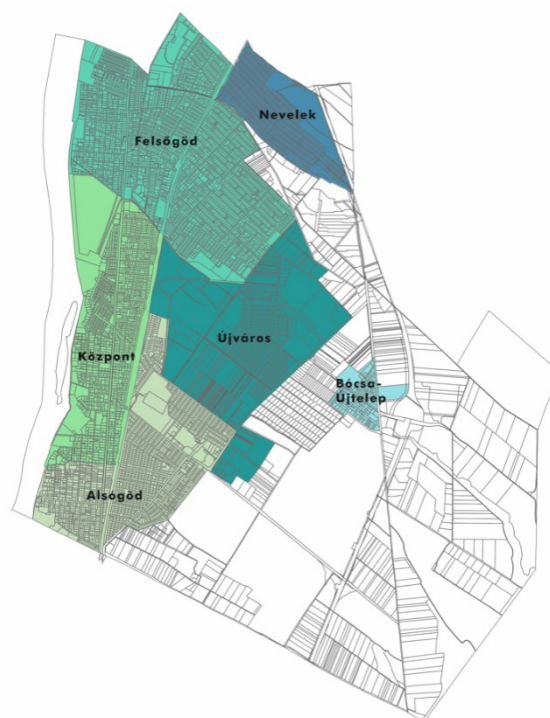 Nevelek
Felsőgöd
Újváros
Központ
Bócsa-
Újtelep
Alsógöd